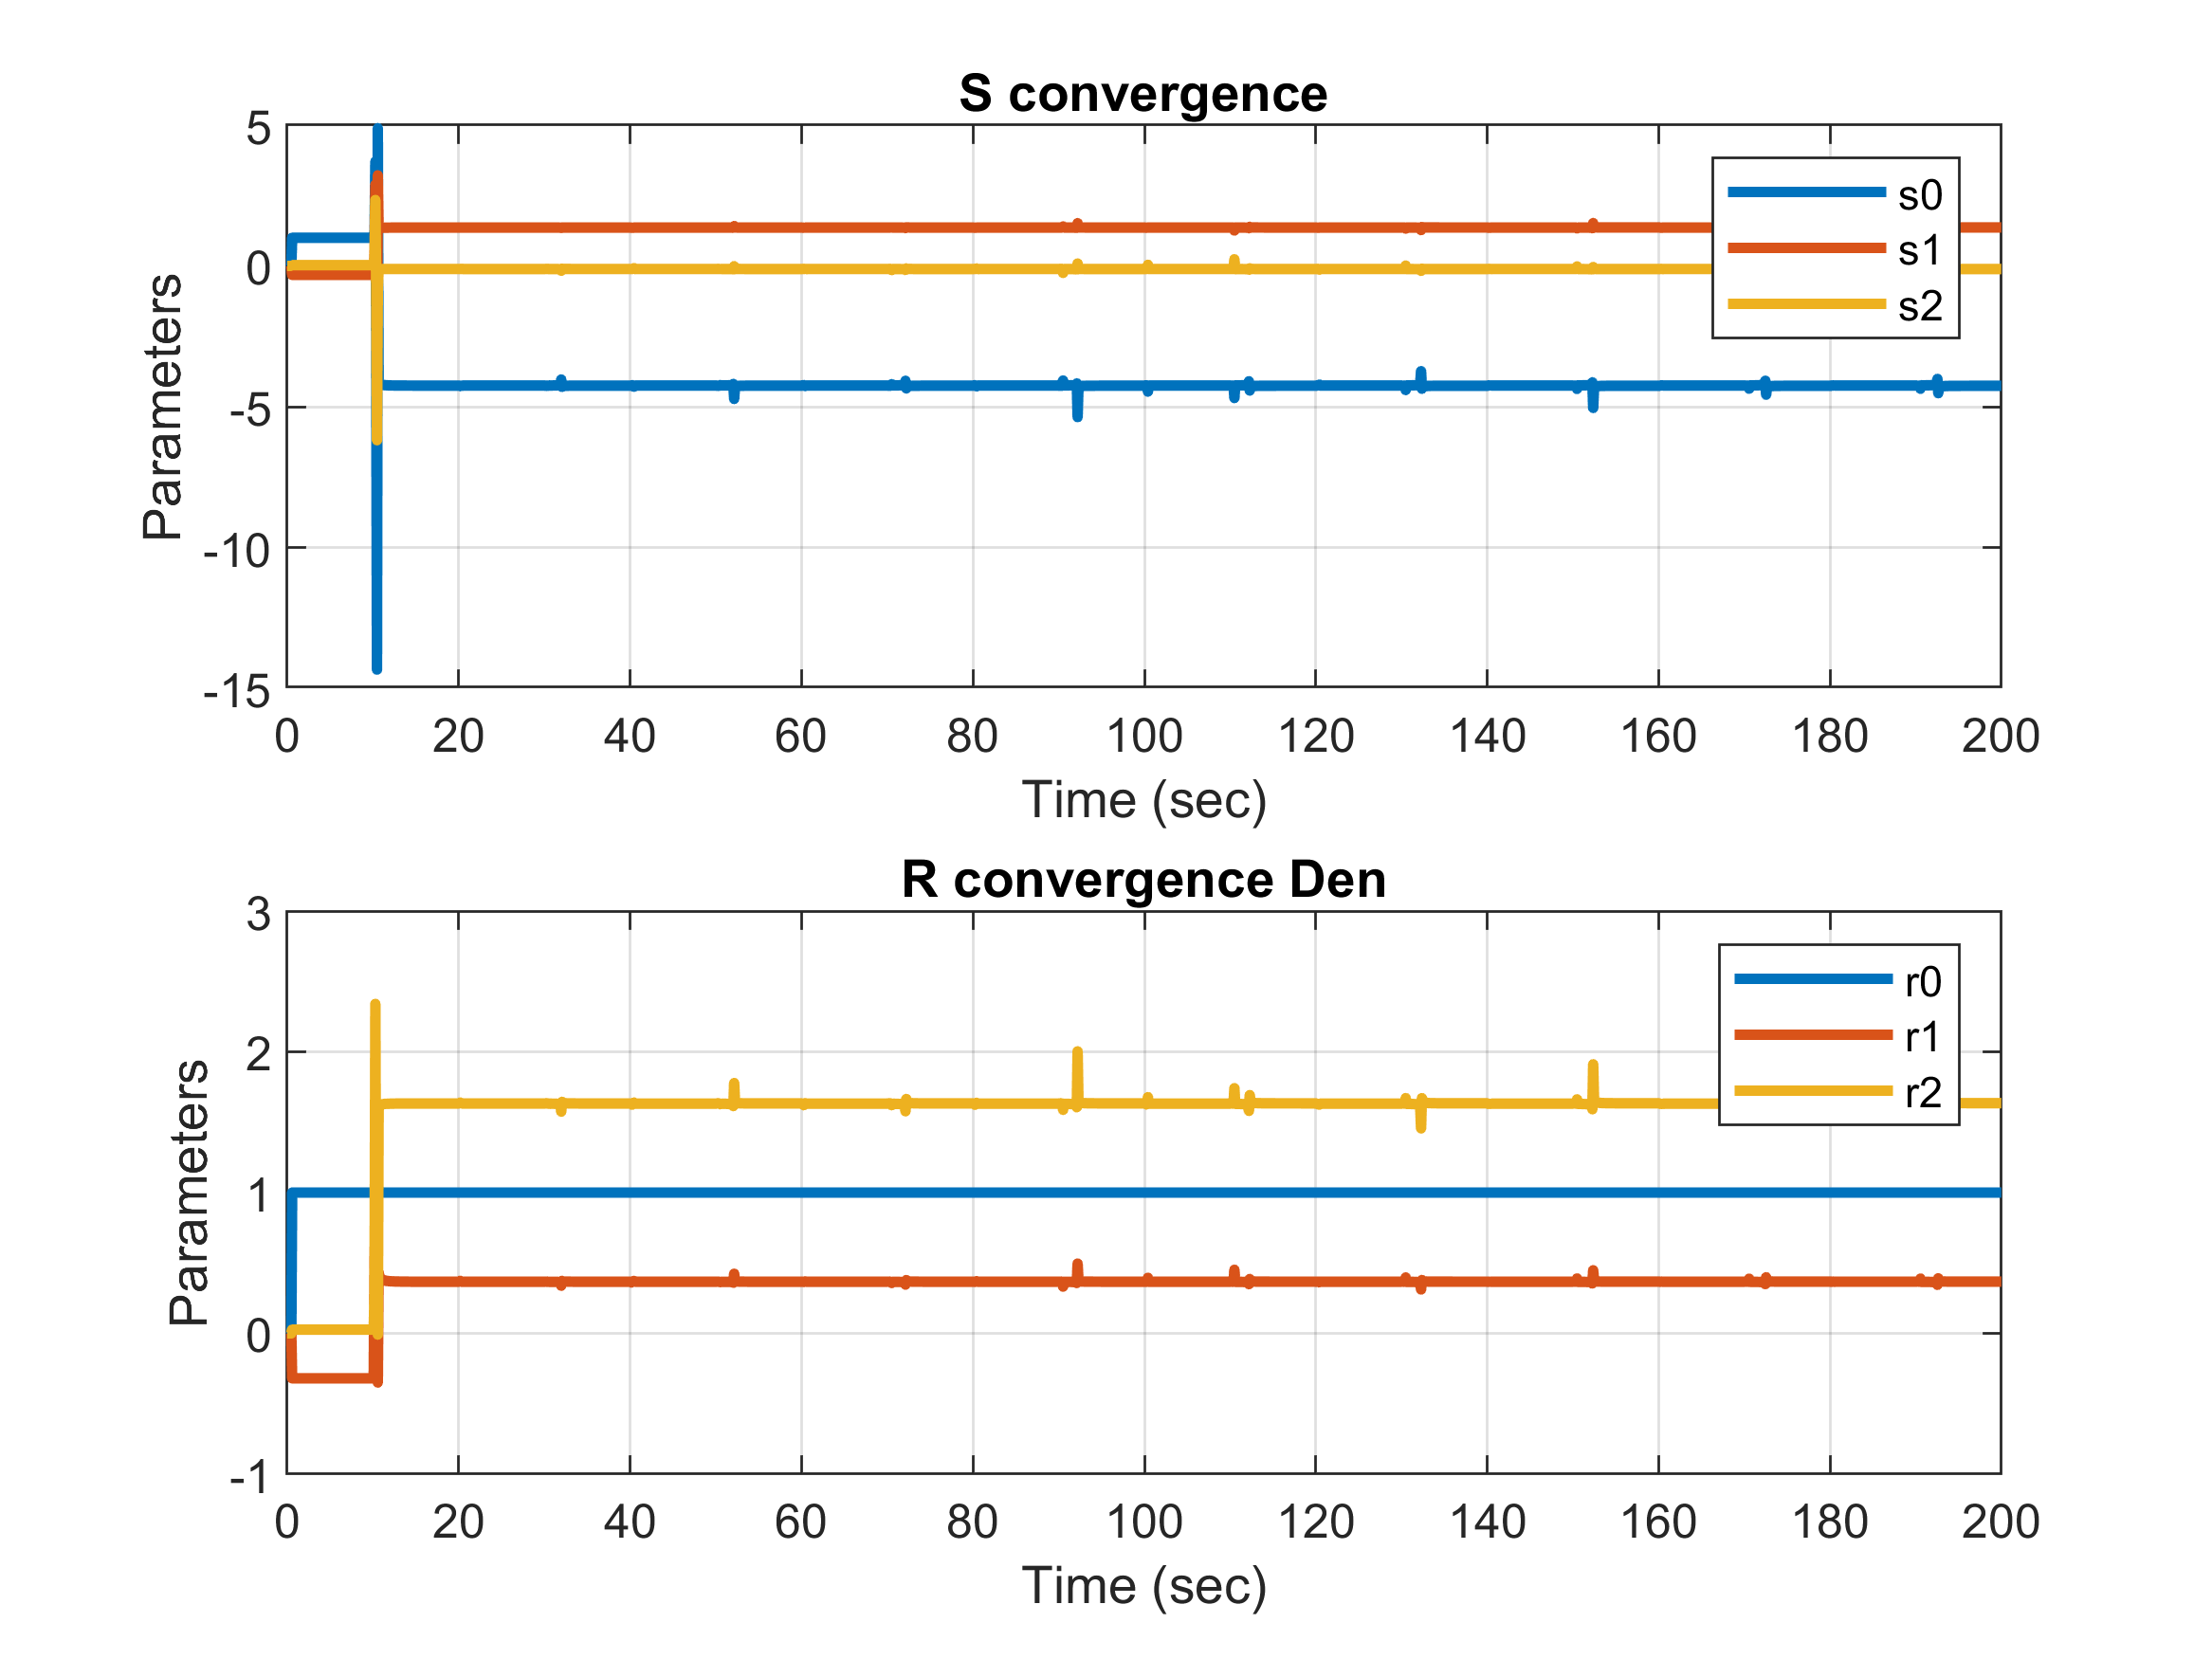 S convergence
5
0
-5
-10
-15
Parameters
s0
s1
s2
0 20 40 60 80 100 120 140 160 180 200
Time (sec)
R convergence Den
3
2
1
0
-1
Parameters
r0
r1
r2
0 20 40 60 80 100 120 140 160 180 200
Time (sec)